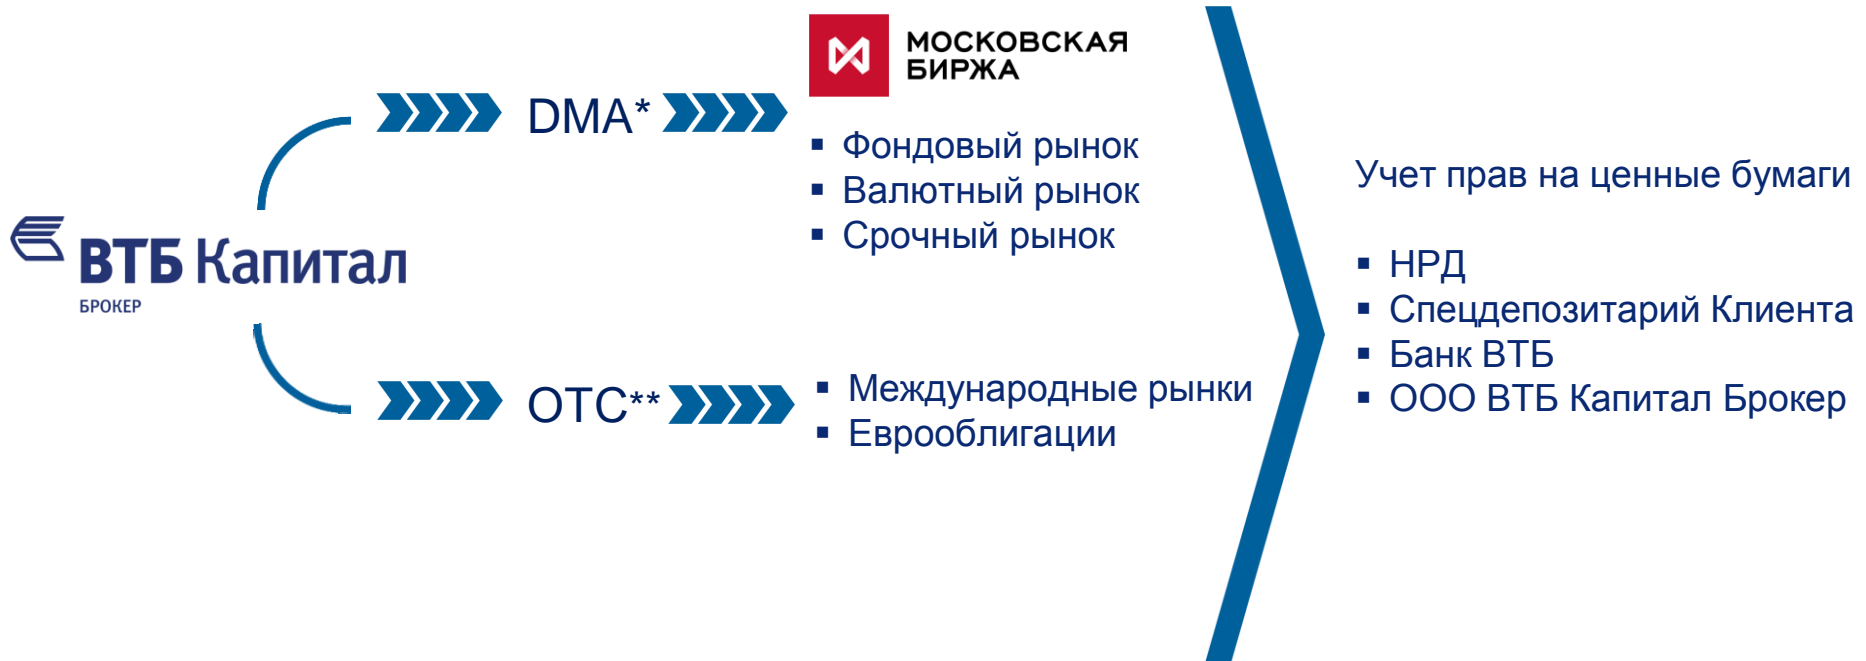 МОСКОВСКАЯ
БИРЖА
DMA*
▪ Фондовый рынок
▪ Валютный рынок
▪ Срочный рынок
ВТБ Капитал
БРОКЕР
OTC**
▪ Международные рынки
▪ Еврооблигации
Учет прав на ценные бумаги
▪ НРД
▪ Спецдепозитарий Клиента
▪ Банк ВТБ
▪ ООО ВТБ Капитал Брокер